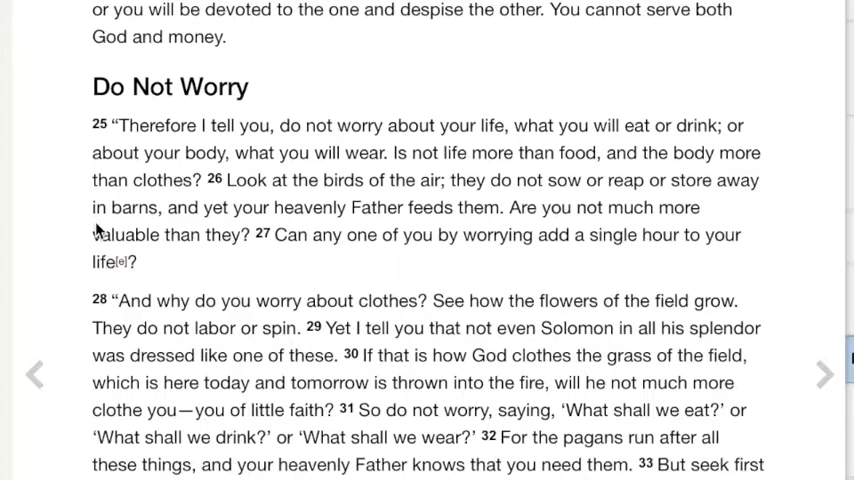 or you will be devoted to the one and despise the other. You cannot serve both
God and money.
Do Not Worry
25 “Therefore I tell you, do not worry about your life, what you will eat or drink; or
about your body, what you will wear. Is not life more than food, and the body more
than clothes? 26 Look at the birds of the air; they do not sow or reap or store away
in barns, and yet your heavenly Father feeds them. Are you not much more
valuable than they? 27 Can any one of you by worrying add a single hour to your
life[e]?
28 “And why do you worry about clothes? See how the flowers of the field grow.
They do not labor or spin. 29 Yet I tell you that not even Solomon in all his splendor
was dressed like one of these. 30 If that is how God clothes the grass of the field,
which is here today and tomorrow is thrown into the fire, will he not much more
clothe you—you of little faith? 31 So do not worry, saying, ‘What shall we eat?’ or
‘What shall we drink?’ or ‘What shall we wear?’ 32 For the pagans run after all
these things, and your heavenly Father knows that you need them. 33 But seek first